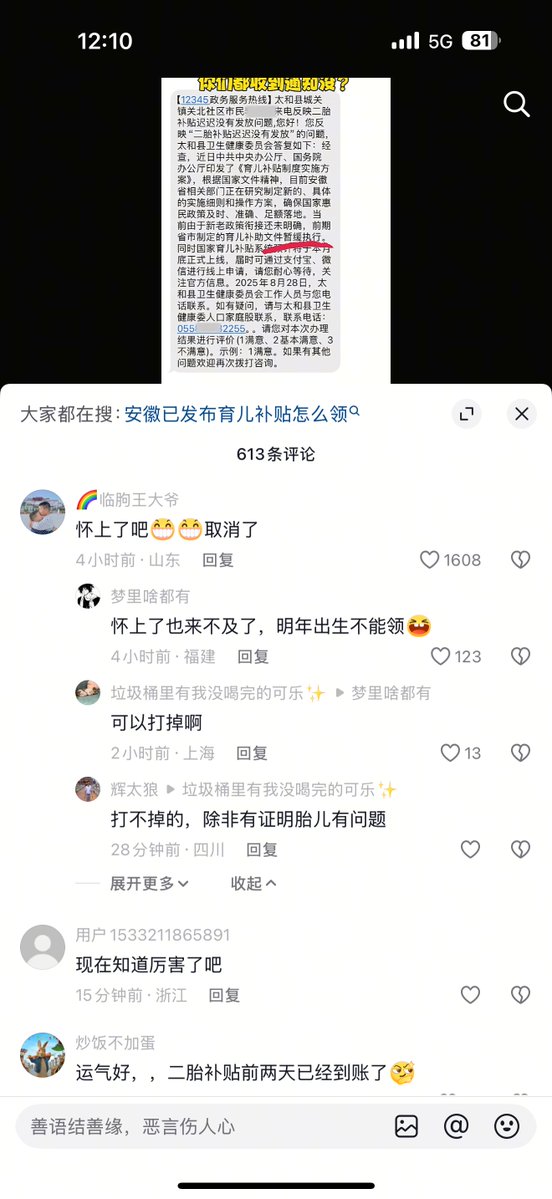 12:10
5G
81
你们都收到通知没？
【12345政务服务热线】太和县城关
镇关北社区市民 来电反映二胎
补贴迟迟没有发放问题,您好！您反
映“二胎补贴迟迟没有发放”的问题,
太和县卫生健康委员会答复如下：经
查，近日中共中央办公厅、国务院
办公厅印发了《育儿补贴制度实施方
案》，根据国家文件精神，目前安徽
省相关部门正在研究制定新的、具体
的实施细则和操作方案，确保国家惠
民政策及时、准确、足额落地。当
前由于新老政策衔接还未明确，前期
省市制定的育儿补助文件暂缓执行。
同时国家育儿补贴系统预计将于本月
底正式上线，届时可通过支付宝、微
信进行线上申请，请您耐心等待，关
注官方信息。2025年8月28日，太
和县卫生健康委员会工作人员与您电
话联系。如有疑问，请与太和县卫生
健康委人口家庭股联系，联系电话：
055 2255。。请您对本次办理
结果进行评价(1满意、2基本满意、3
不满意)。示例：1满意。如果有其他
问题欢迎再次拨打咨询。
大家都在搜：安徽已发布育儿补贴怎么领
613条评论
🌈临朐王大爷
怀上了吧😁😁取消了
4小时前·山东 回复 1608
梦里啥都有
怀上了也来不及了，明年出生不能领😆
4小时前·福建 回复 123
垃圾桶里有我没喝完的可乐✨ ▶ 梦里啥都有
可以打掉啊
2小时前·上海 回复 13
辉太狼 ▶ 垃圾桶里有我没喝完的可乐✨
打不掉的，除非有证明胎儿有问题
28分钟前·四川 回复
展开更多 收起
用户1533211865891
现在知道厉害了吧
15分钟前·浙江 回复
炒饭不加蛋
运气好，，二胎补贴前两天已经到账了
善语结善缘，恶言伤人心